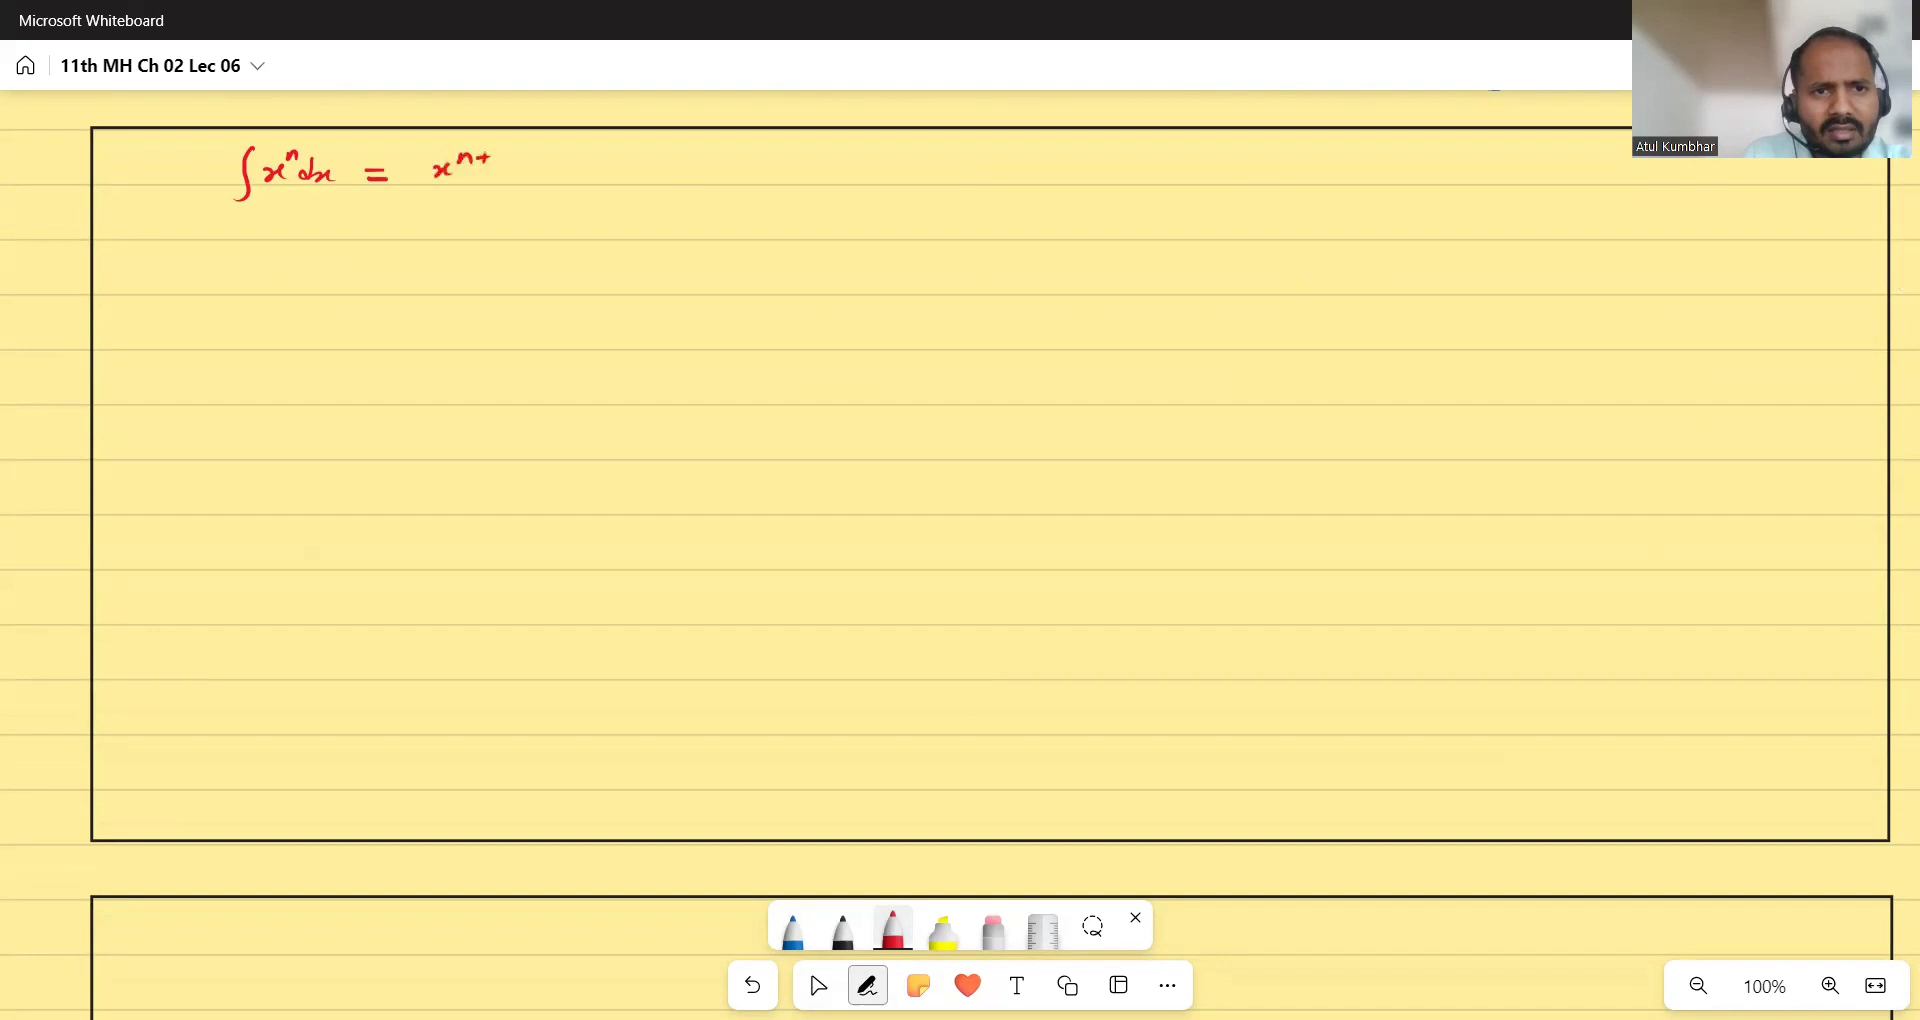 Microsoft Whiteboard
11th MH Ch 02 Lec 06
Atul Kumbhar
∫xⁿdx = xⁿ⁺
100%